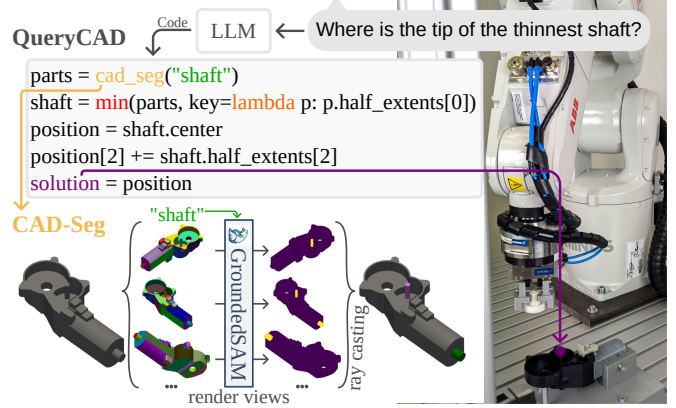 Where is the tip of the thinnest shaft?
LLM
Code
QueryCAD
parts = cad_seg("shaft")
shaft = min(parts, key=lambda p: p.half_extents[0])
position = shaft.center
position[2] += shaft.half_extents[2]
solution = position
CAD-Seg
"shaft"
GroundedSAM
ray casting
...
...
render views
ABB